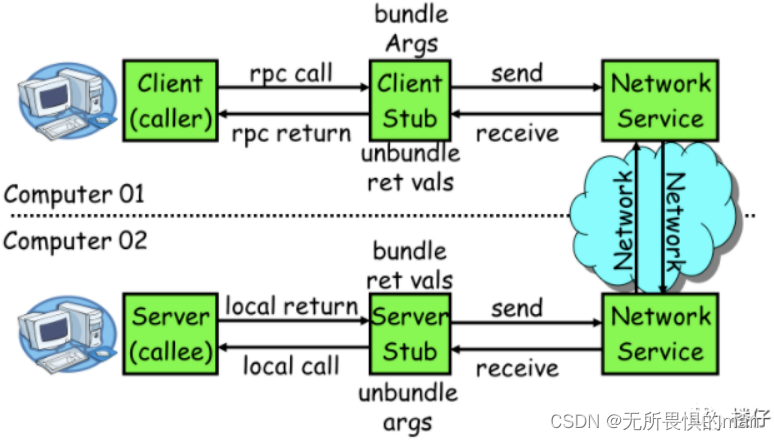 bundle
Args
Client
(caller)
rpc call
rpc return
Client
Stub
send
receive
Network
Service
unbundle
ret vals
Computer 01
Network
Network
Computer 02
bundle
ret vals
Server
(callee)
local return
local call
Server
Stub
send
receive
Network
Service
unbundle
args
CSDN @无所畏惧的man